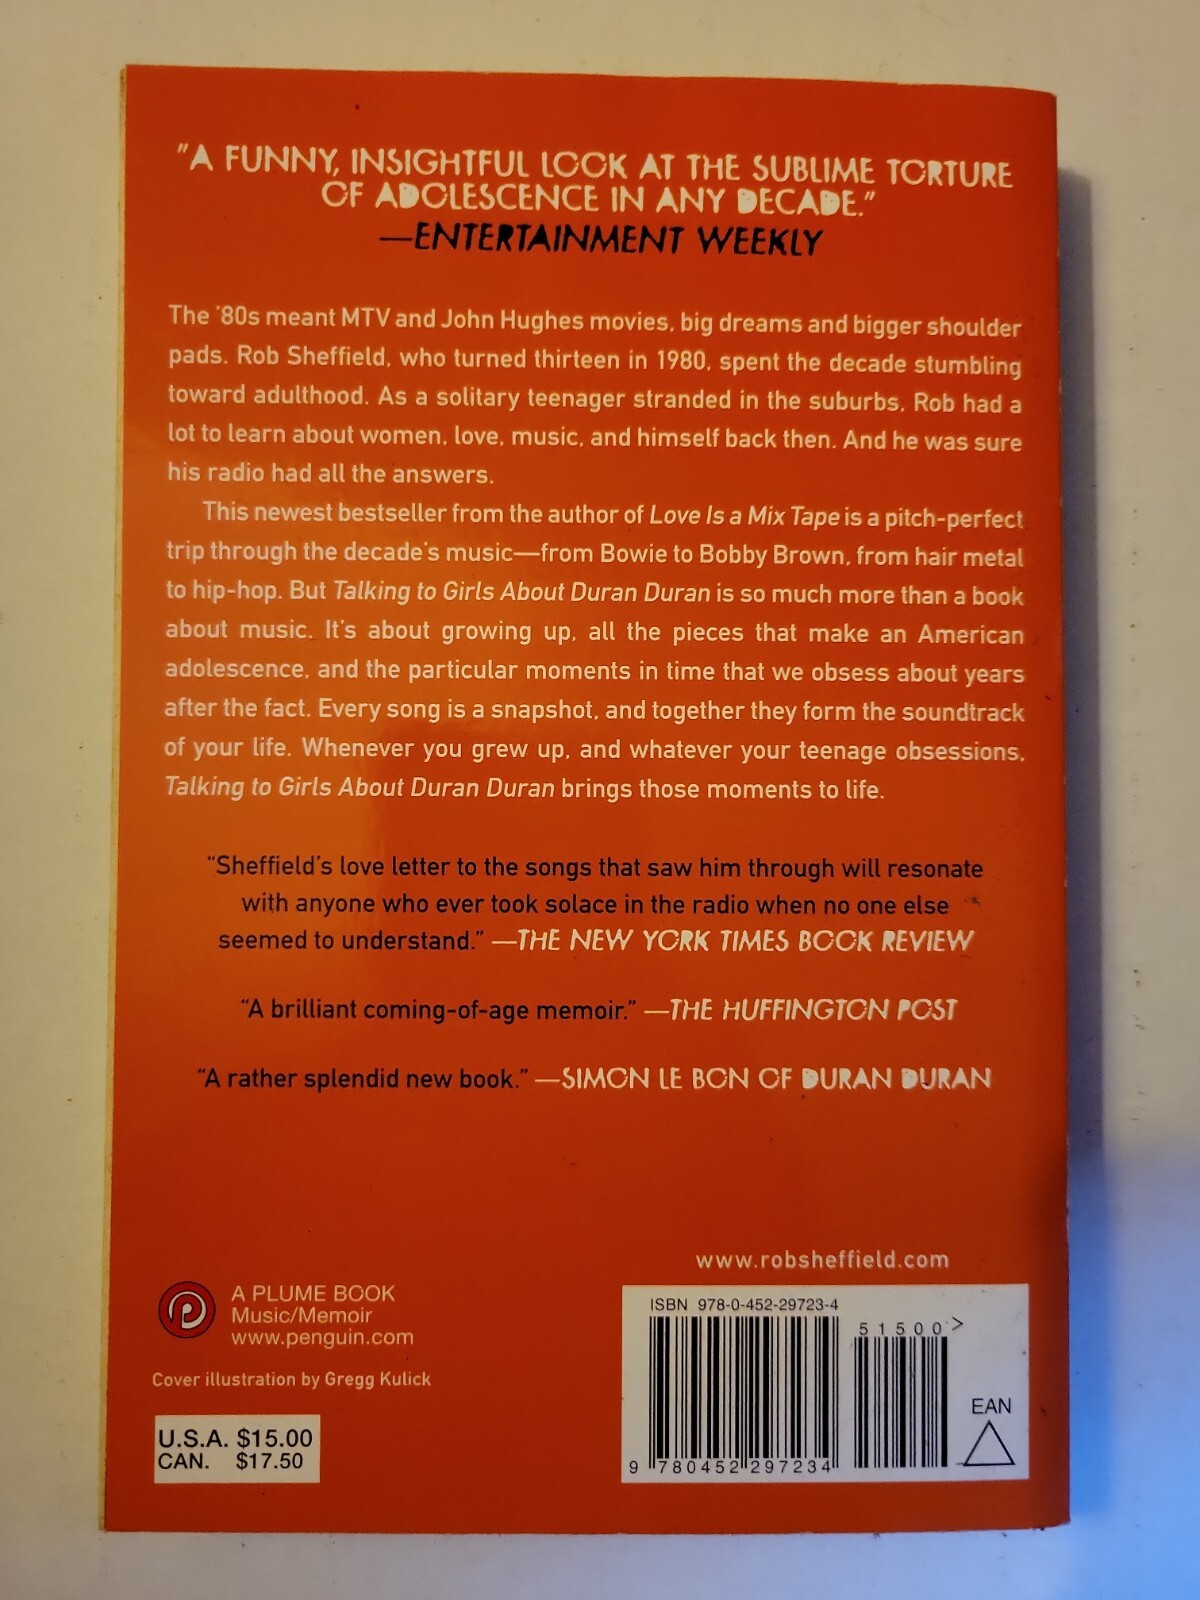 "A FUNNY, INSIGHTFUL LOOK AT THE SUBLIME TORTURE
OF ADOLESCENCE IN ANY DECADE."
—ENTERTAINMENT WEEKLY
The '80s meant MTV and John Hughes movies, big dreams and bigger shoulder
pads. Rob Sheffield, who turned thirteen in 1980, spent the decade stumbling
toward adulthood. As a solitary teenager stranded in the suburbs, Rob had a
lot to learn about women, love, music, and himself back then. And he was sure
his radio had all the answers.
This newest bestseller from the author of Love Is a Mix Tape is a pitch-perfect
trip through the decade's music—from Bowie to Bobby Brown, from hair metal
to hip-hop. But Talking to Girls About Duran Duran is so much more than a book
about music. It's about growing up, all the pieces that make an American
adolescence, and the particular moments in time that we obsess about years
after the fact. Every song is a snapshot, and together they form the soundtrack
of your life. Whenever you grew up, and whatever your teenage obsessions,
Talking to Girls About Duran Duran brings those moments to life.
"Sheffield's love letter to the songs that saw him through will resonate
with anyone who ever took solace in the radio when no one else
seemed to understand." —THE NEW YORK TIMES BOOK REVIEW
"A brilliant coming-of-age memoir." —THE HUFFINGTON POST
"A rather splendid new book." —SIMON LE BON OF DURAN DURAN
www.robsheffield.com
A PLUME BOOK
Music/Memoir
www.penguin.com
Cover illustration by Gregg Kulick
U.S.A. $15.00
CAN. $17.50
ISBN 978-0-452-29723-4
51500>
EAN
9 780452 297234